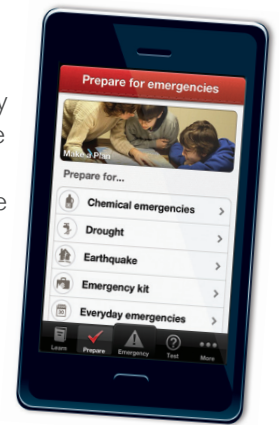 Prepare for emergencies
Make a Plan
Prepare for...
Chemical emergencies
Drought
Earthquake
Emergency kit
Everyday emergencies
Learn Prepare Emergency Test More